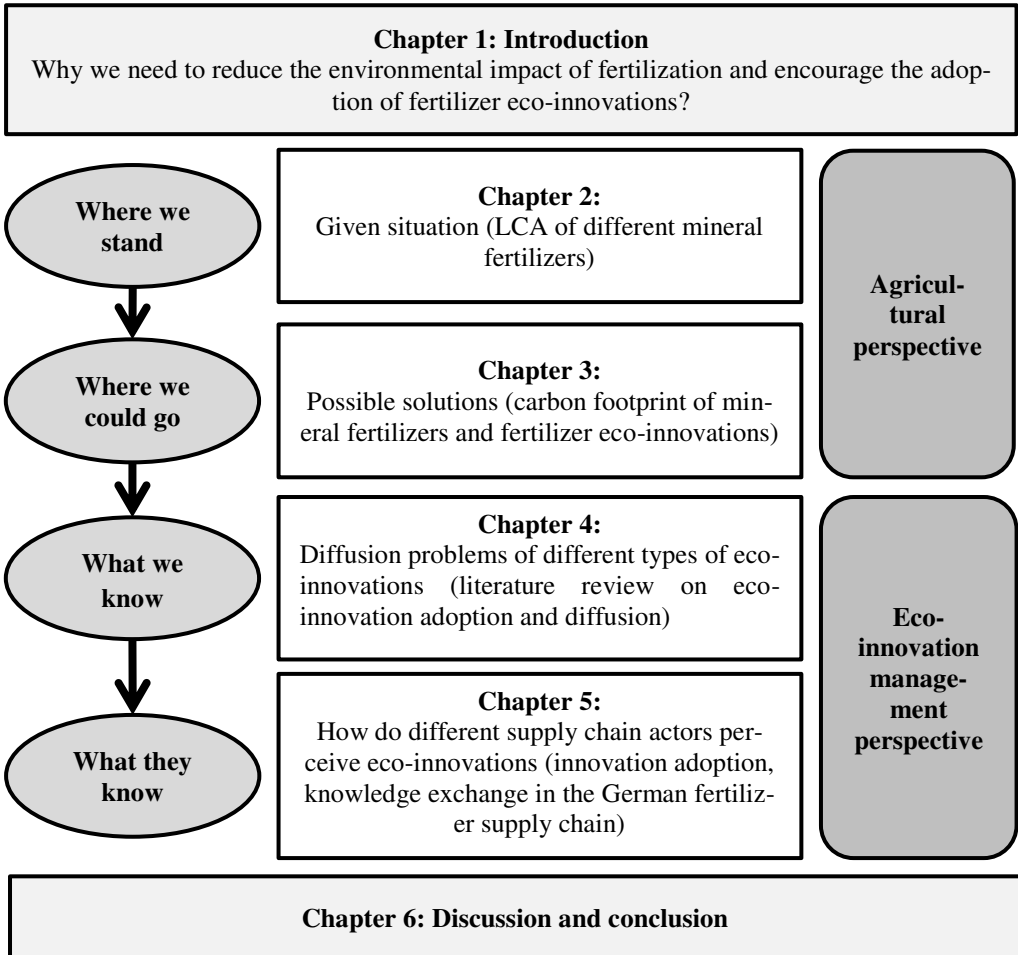 Chapter 1: Introduction
Why we need to reduce the environmental impact of fertilization and encourage the adop-
tion of fertilizer eco-innovations?
Where we
stand
Chapter 2:
Given situation (LCA of different mineral
fertilizers)
Agricul-
tural
perspective
Where we
could go
Chapter 3:
Possible solutions (carbon footprint of min-
eral fertilizers and fertilizer eco-innovations)
What we
know
Chapter 4:
Diffusion problems of different types of eco-
innovations (literature review on eco-
innovation adoption and diffusion)
Eco-
innovation
manage-
ment
perspective
What they
know
Chapter 5:
How do different supply chain actors per-
ceive eco-innovations (innovation adoption,
knowledge exchange in the German fertiliz-
er supply chain)
Chapter 6: Discussion and conclusion